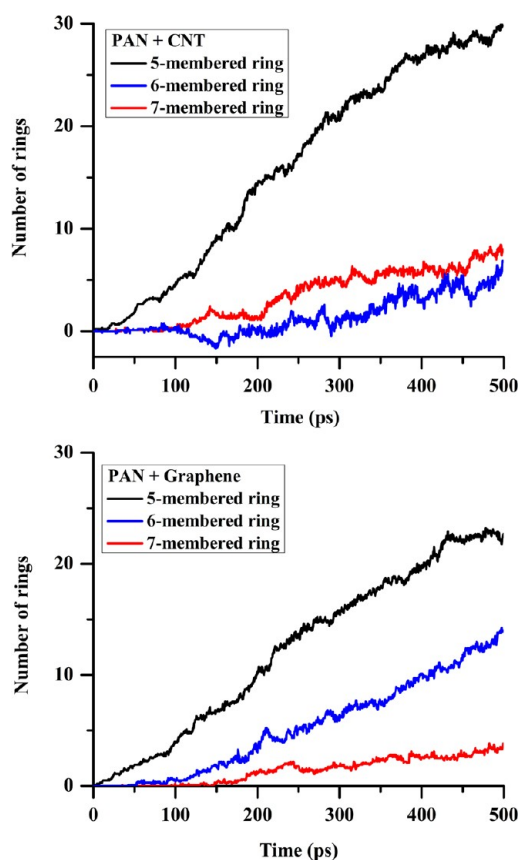 PAN + CNT
5-membered ring
6-membered ring
7-membered ring
Number of rings
30
20
10
0
0 100 200 300 400 500
Time (ps)
PAN + Graphene
5-membered ring
6-membered ring
7-membered ring
Number of rings
30
20
10
0
0 100 200 300 400 500
Time (ps)